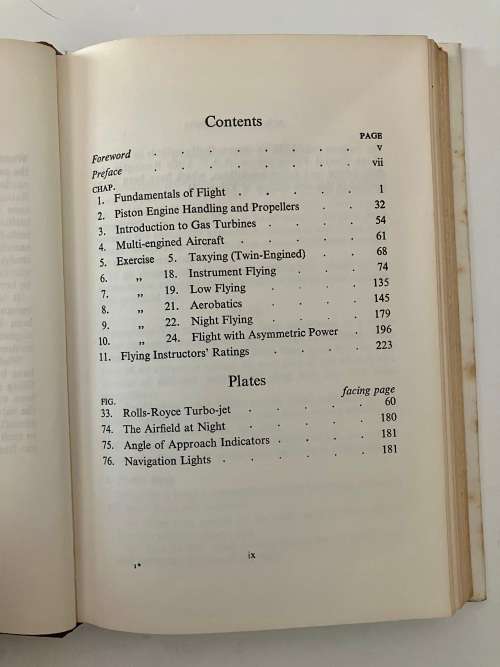 Contents
PAGE
Foreword . . . . . . . v
Preface . . . . . . . vii
CHAP.
1. Fundamentals of Flight . . . . . 1
2. Piston Engine Handling and Propellers . . 32
3. Introduction to Gas Turbines . . . . 54
4. Multi-engined Aircraft . . . . . 61
5. Exercise 5. Taxying (Twin-Engined) . . 68
6. „ 18. Instrument Flying . . . 74
7. „ 19. Low Flying . . . . 135
8. „ 21. Aerobatics . . . . 145
9. „ 22. Night Flying . . . . 179
10. „ 24. Flight with Asymmetric Power . 196
11. Flying Instructors' Ratings . . . . 223
Plates
FIG. facing page
33. Rolls-Royce Turbo-jet . . . . . 60
74. The Airfield at Night . . . . . 180
75. Angle of Approach Indicators . . . . 181
76. Navigation Lights . . . . . . 181
ix
1*